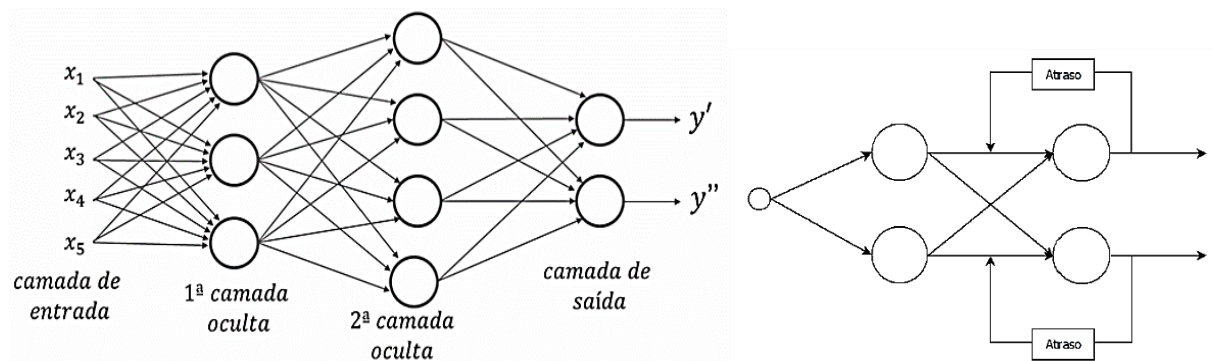 x₁
x₂
x₃
x₄
x₅
camada de
entrada
1ª camada
oculta
2ª camada
oculta
camada de
saída
y'
y"
Atraso
Atraso